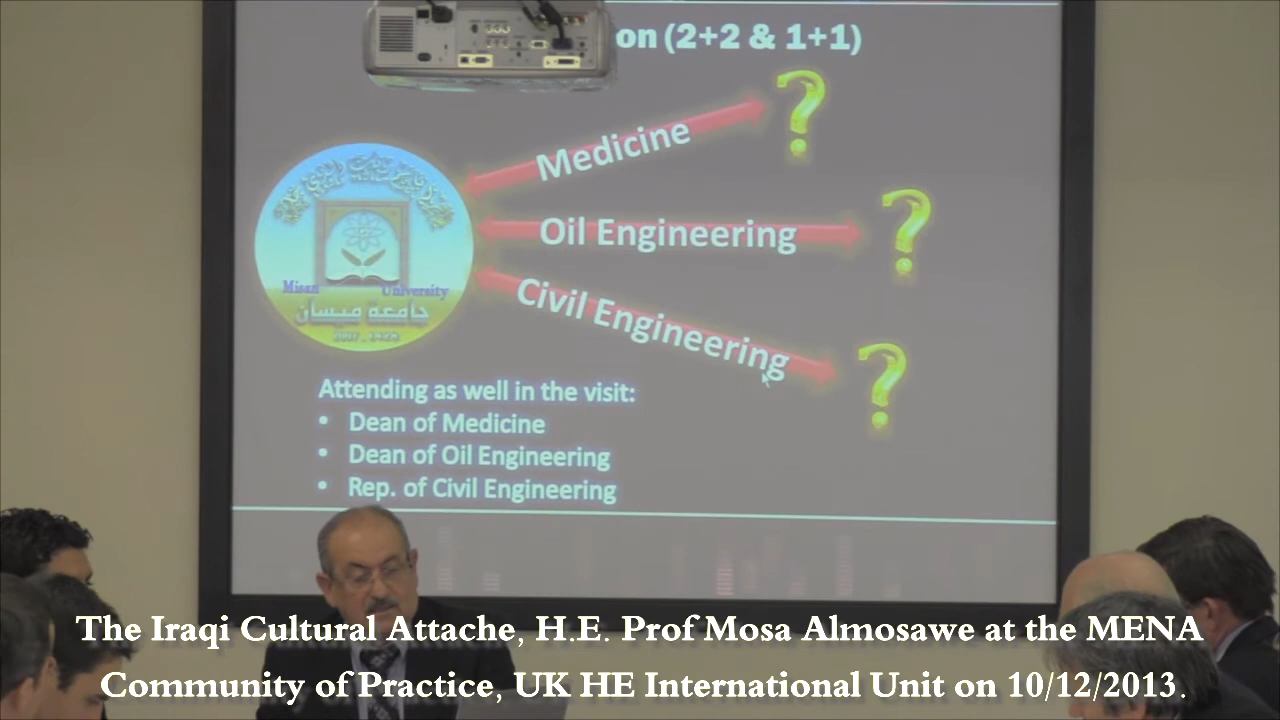 on (2+2 & 1+1)
Medicine
?
Oil Engineering
?
Civil Engineering
?
Misan University
جامعة ميسان
Attending as well in the visit:
• Dean of Medicine
• Dean of Oil Engineering
• Rep. of Civil Engineering
The Iraqi Cultural Attache, H.E. Prof Mosa Almosawe at the MENA
Community of Practice, UK HE International Unit on 10/12/2013.